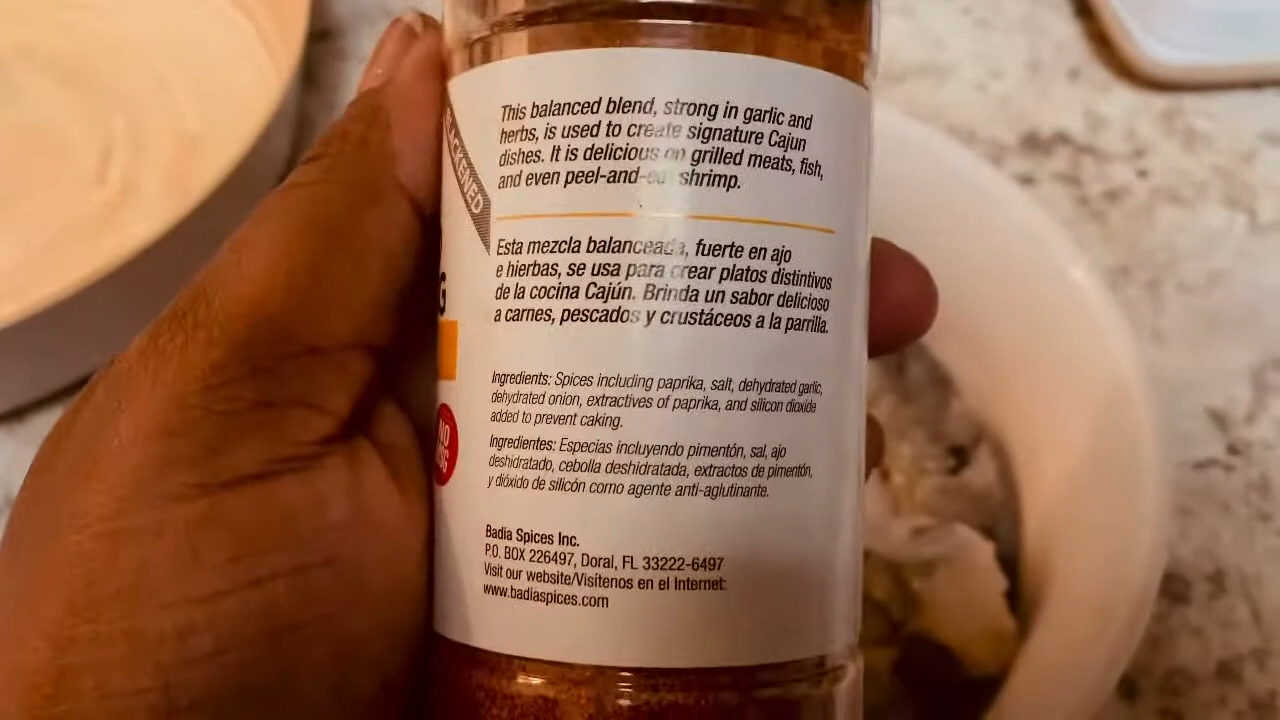 BLACKENED
This balanced blend, strong in garlic and
herbs, is used to create signature Cajun
dishes. It is delicious on grilled meats, fish,
and even peel-and-eat shrimp.
Esta mezcla balanceada, fuerte en ajo
e hierbas, se usa para crear platos distintivos
de la cocina Cajún. Brinda un sabor delicioso
a carnes, pescados y crustáceos a la parrilla.
G
NO
Ingredients: Spices including paprika, salt, dehydrated garlic,
dehydrated onion, extractives of paprika, and silicon dioxide
added to prevent caking.
Ingredientes: Especias incluyendo pimentón, sal, ajo
deshidratado, cebolla deshidratada, extractos de pimentón,
y dióxido de silicón como agente anti-aglutinante.
Badia Spices Inc.
P.O. BOX 226497, Doral, FL 33222-6497
Visit our website/Visítenos en el Internet:
www.badiaspices.com